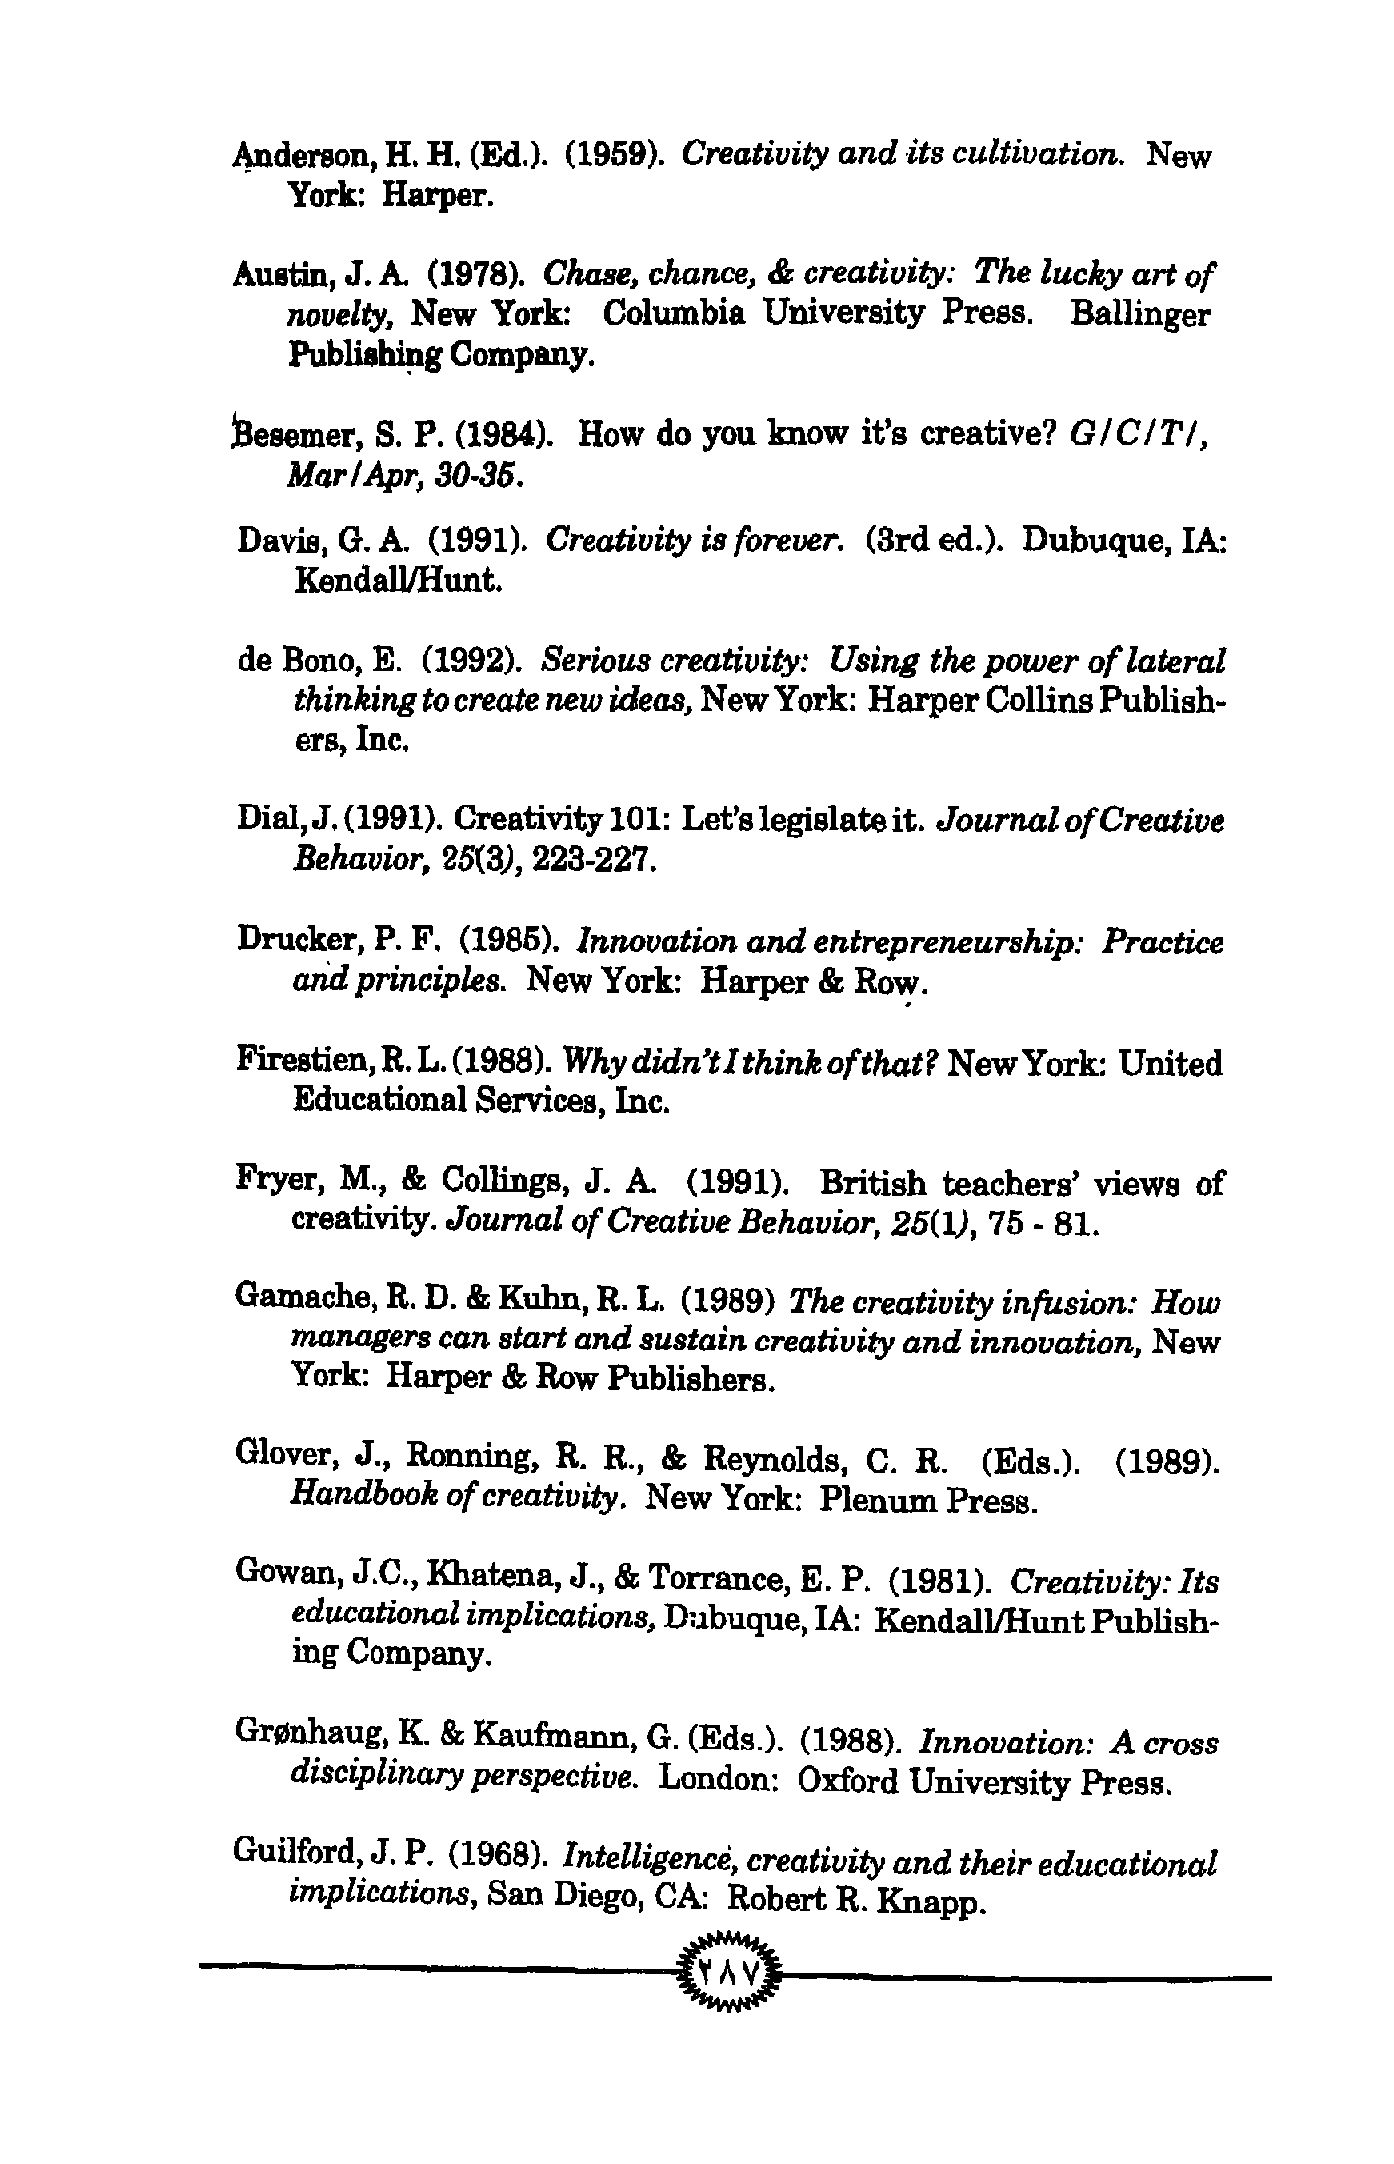 Anderson, H. H. (Ed.). (1959). Creativity and its cultivation. New
York: Harper.
Austin, J. A. (1978). Chase, chance, & creativity: The lucky art of
novelty, New York: Columbia University Press. Ballinger
Publishing Company.
Besemer, S. P. (1984). How do you know it's creative? G/C/T/,
Mar/Apr, 30-35.
Davis, G. A. (1991). Creativity is forever. (3rd ed.). Dubuque, IA:
Kendall/Hunt.
de Bono, E. (1992). Serious creativity: Using the power of lateral
thinking to create new ideas, New York: Harper Collins Publish-
ers, Inc.
Dial, J. (1991). Creativity 101: Let's legislate it. Journal of Creative
Behavior, 25(3), 223-227.
Drucker, P. F. (1985). Innovation and entrepreneurship: Practice
and principles. New York: Harper & Row.
Firestien, R. L. (1988). Why didn't I think of that? New York: United
Educational Services, Inc.
Fryer, M., & Collings, J. A. (1991). British teachers' views of
creativity. Journal of Creative Behavior, 25(1), 75 - 81.
Gamache, R. D. & Kuhn, R. L. (1989) The creativity infusion: How
managers can start and sustain creativity and innovation, New
York: Harper & Row Publishers.
Glover, J., Ronning, R. R., & Reynolds, C. R. (Eds.). (1989).
Handbook of creativity. New York: Plenum Press.
Gowan, J.C., Khatena, J., & Torrance, E. P. (1981). Creativity: Its
educational implications, Dubuque, IA: Kendall/Hunt Publish-
ing Company.
Grønhaug, K. & Kaufmann, G. (Eds.). (1988). Innovation: A cross
disciplinary perspective. London: Oxford University Press.
Guilford, J. P. (1968). Intelligence, creativity and their educational
implications, San Diego, CA: Robert R. Knapp.
٢٨٧